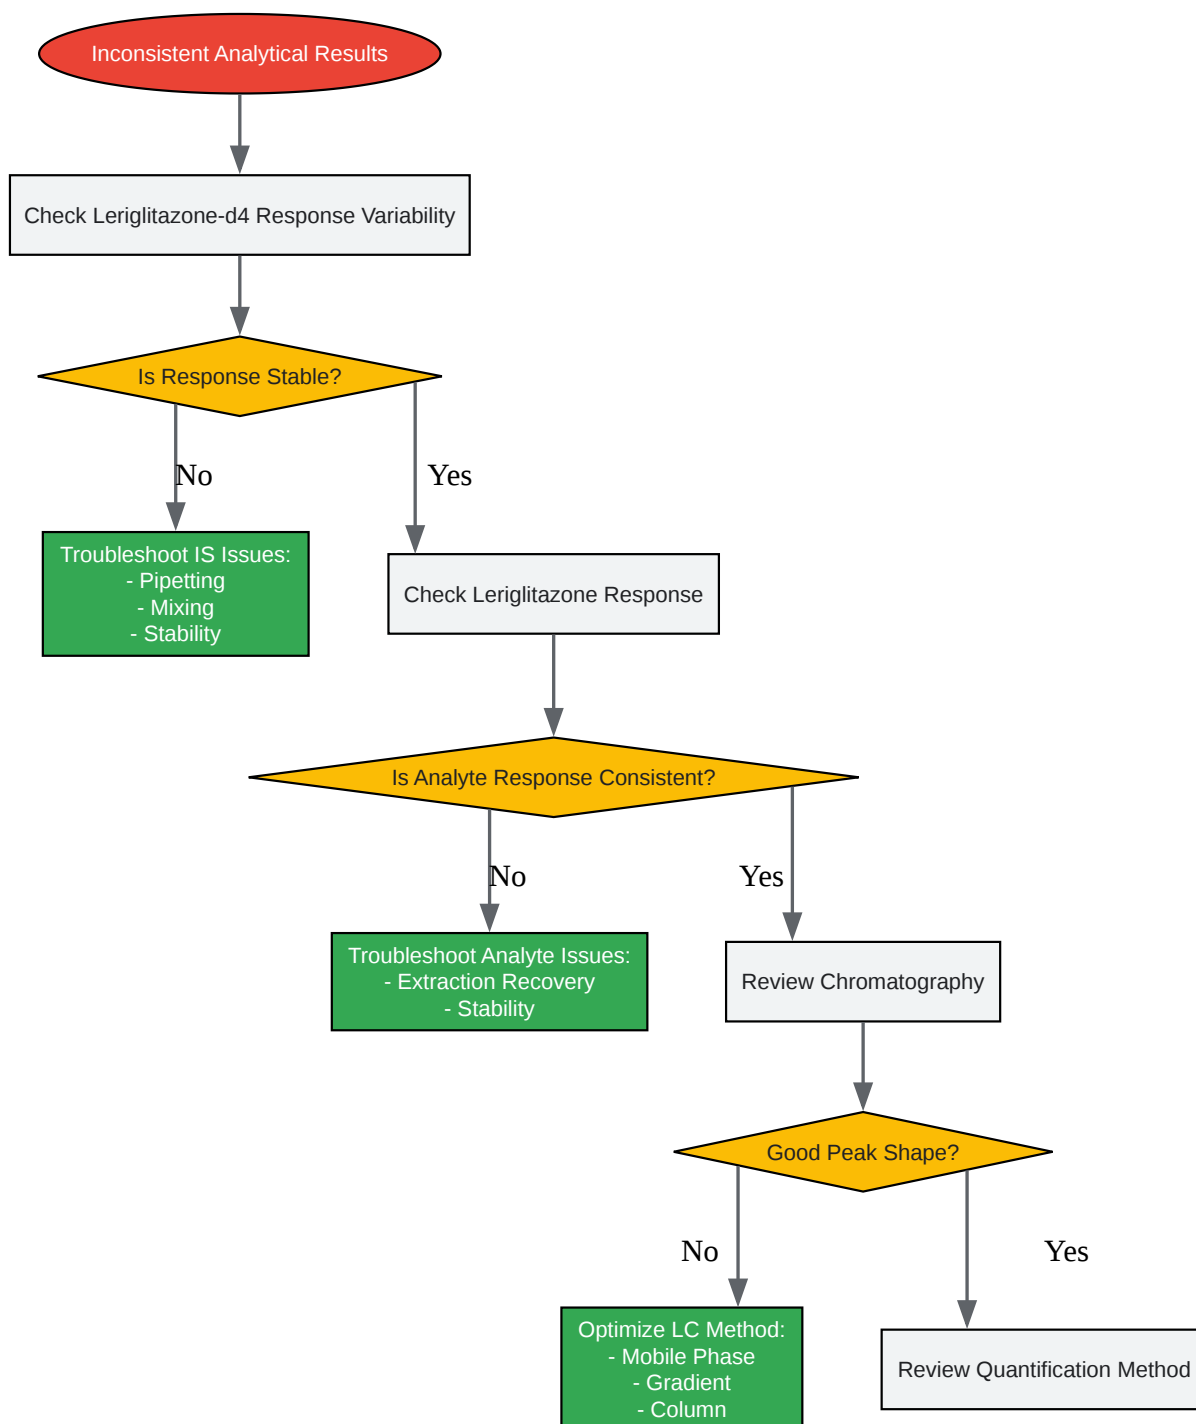 Inconsistent Analytical Results
Check Leriglitazone-d4 Response Variability
Is Response Stable?
No
Yes
Troubleshoot IS Issues:
- Pipetting
- Mixing
- Stability
Check Leriglitazone Response
Is Analyte Response Consistent?
No
Yes
Troubleshoot Analyte Issues:
- Extraction Recovery
- Stability
Review Chromatography
Good Peak Shape?
No
Yes
Optimize LC Method:
- Mobile Phase
- Gradient
- Column
Review Quantification Method